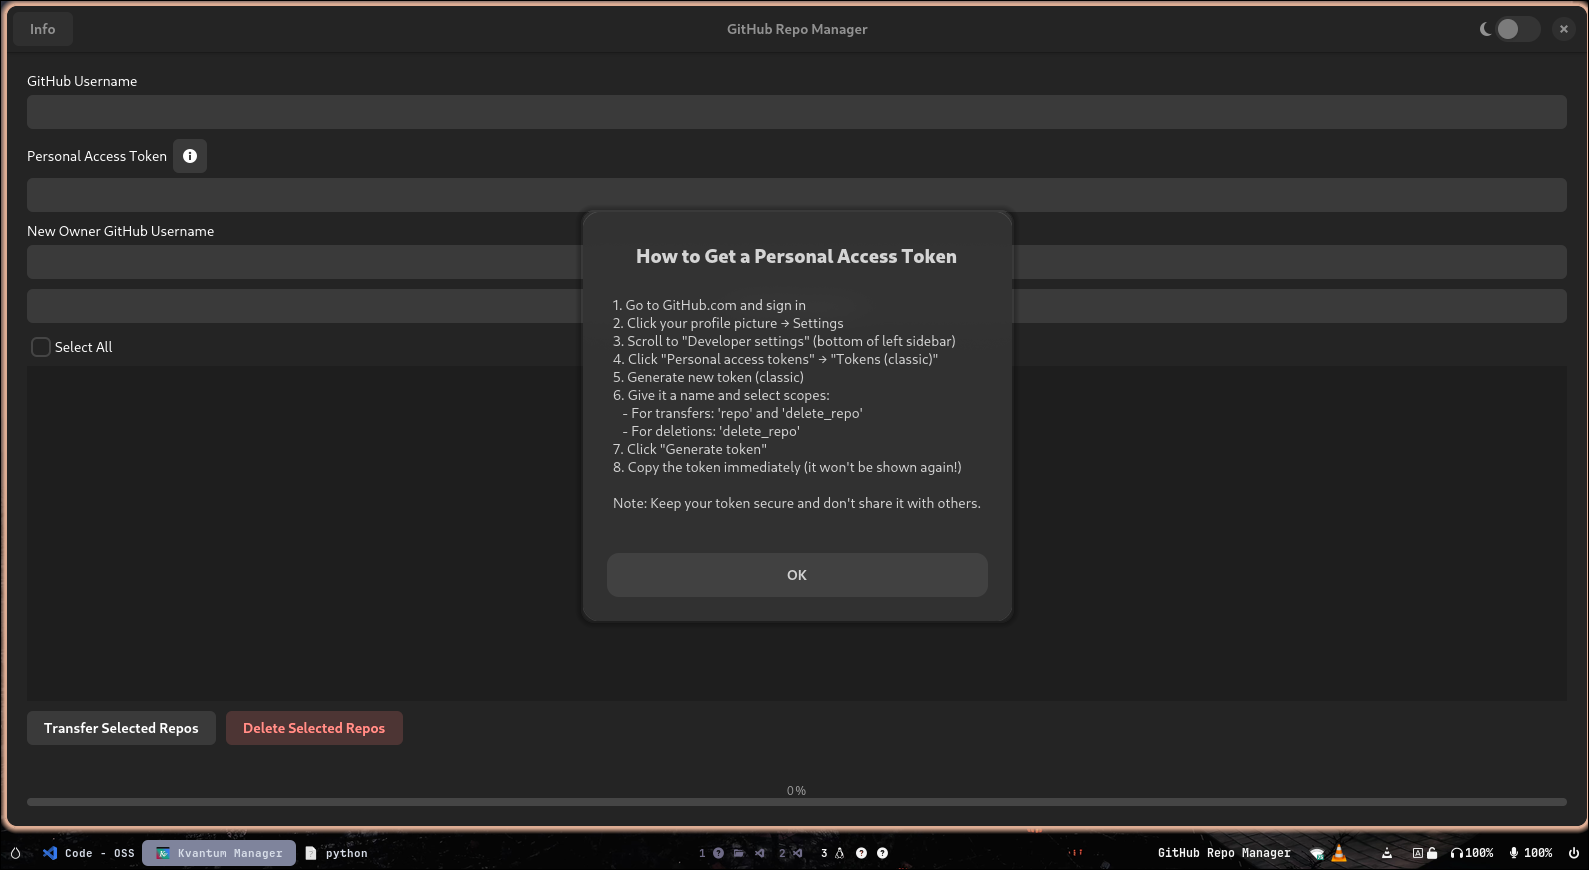 Info
GitHub Repo Manager
GitHub Username
Personal Access Token
New Owner GitHub Username
How to Get a Personal Access Token
1. Go to GitHub.com and sign in
2. Click your profile picture → Settings
3. Scroll to "Developer settings" (bottom of left sidebar)
4. Click "Personal access tokens" → "Tokens (classic)"
5. Generate new token (classic)
6. Give it a name and select scopes:
- For transfers: 'repo' and 'delete_repo'
- For deletions: 'delete_repo'
7. Click "Generate token"
8. Copy the token immediately (it won't be shown again!)
Note: Keep your token secure and don't share it with others.
OK
Select All
Transfer Selected Repos
Delete Selected Repos
0%
Code - OSS
Kvantum Manager
python
1
2
3
GitHub Repo Manager
A
100%
100%